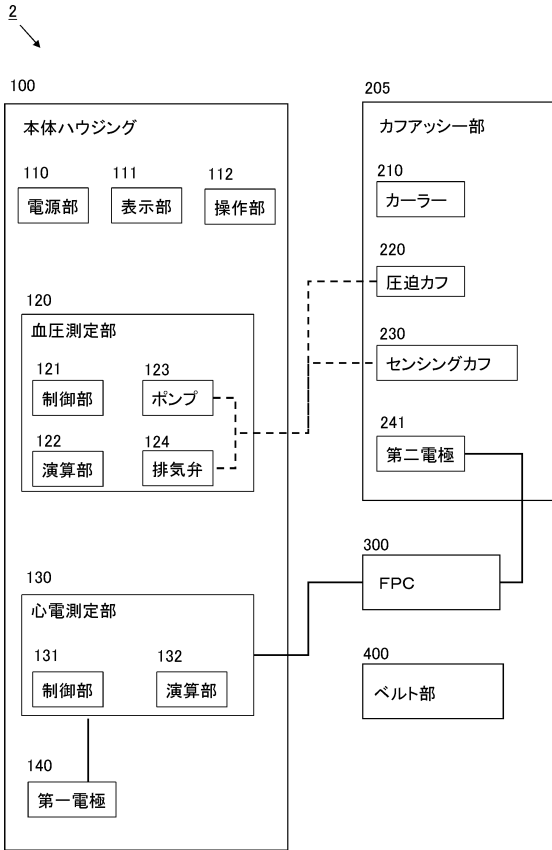 2
100
本体ハウジング
110
電源部
111
表示部
112
操作部
120
血圧測定部
121
制御部
123
ポンプ
122
演算部
124
排気弁
130
心電測定部
131
制御部
132
演算部
140
第一電極
205
カフアッシー部
210
カーラー
220
圧迫カフ
230
センシングカフ
241
第二電極
300
FPC
400
ベルト部